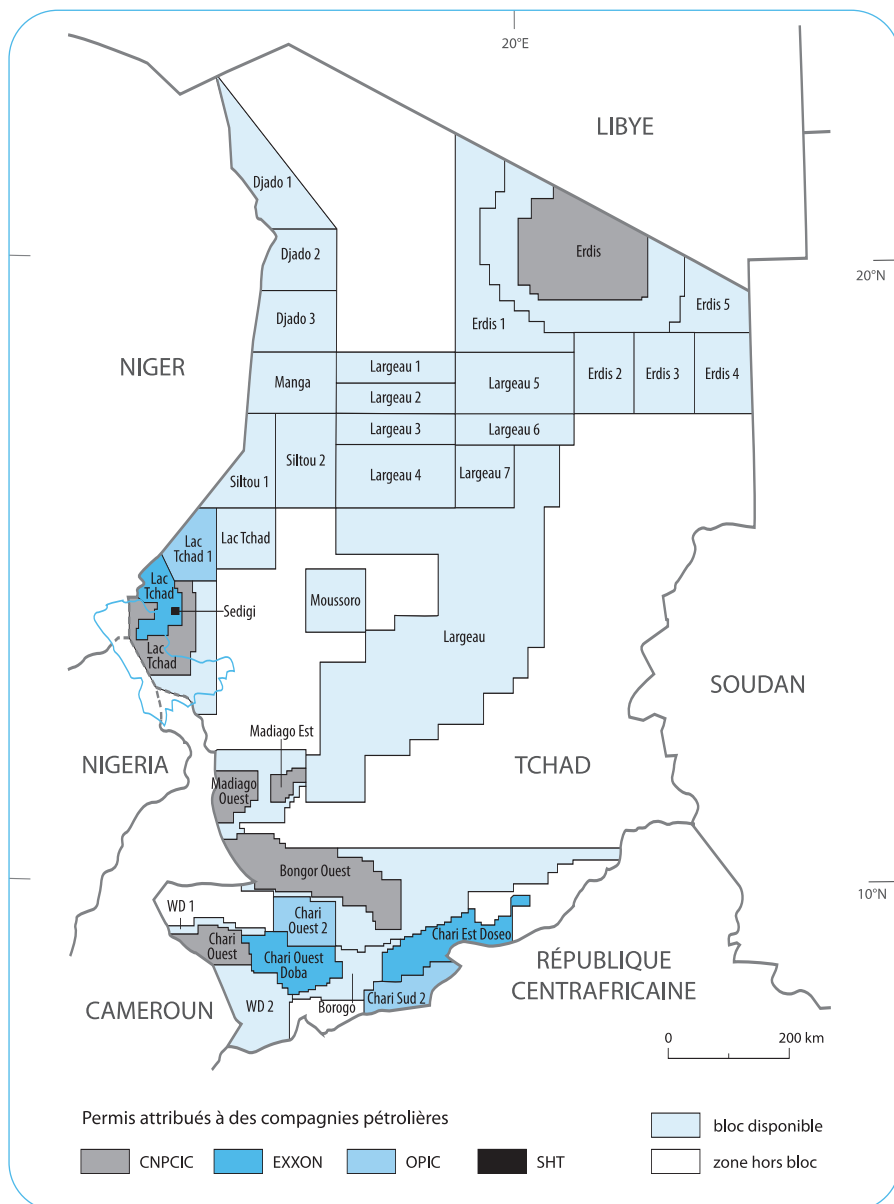 20°E
LIBYE
Djado 1
Djado 2
Erdis
20°N
Djado 3
Erdis 1
Erdis 5
NIGER
Manga
Largeau 1
Largeau 2
Largeau 5
Erdis 2
Erdis 3
Erdis 4
Siltou 1
Siltou 2
Largeau 3
Largeau 6
Largeau 4
Largeau 7
Lac
Tchad 1
Lac Tchad
Lac
Tchad
Sedigi
Moussoro
Largeau
Lac
Tchad
SOUDAN
Madiago Est
NIGERIA
TCHAD
Madiago
Ouest
Bongor Ouest
10°N
WD 1
Chari
Ouest 2
Chari
Ouest
Chari Est Doseo
Chari Ouest
Doba
RÉPUBLIQUE
CENTRAFRICAINE
CAMEROUN
WD 2
Borogo
Chari Sud 2
0
200 km
Permis attribués à des compagnies pétrolières
CNPCIC
EXXON
OPIC
SHT
bloc disponible
zone hors bloc